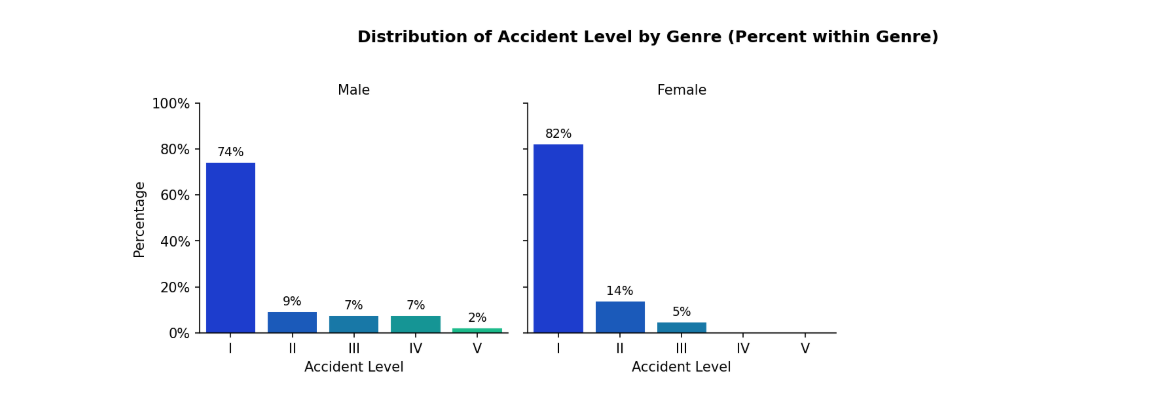 Distribution of Accident Level by Genre (Percent within Genre)
Male
100%
80%
60%
40%
20%
0%
Percentage
74%
9%
7%
7%
2%
I
II
III
IV
V
Accident Level
Female
82%
14%
5%
I
II
III
IV
V
Accident Level